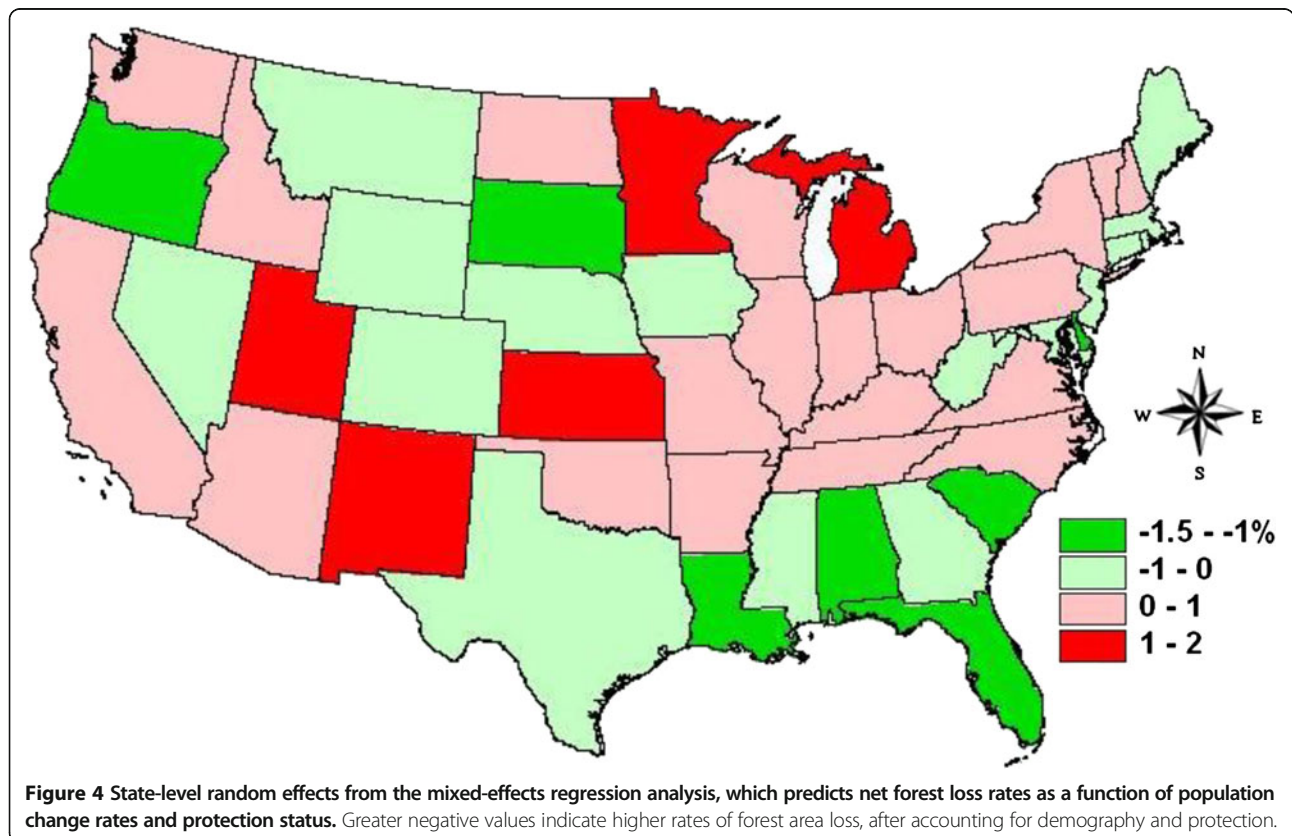 N
W E
S
-1.5 - -1%
-1 - 0
0 - 1
1 - 2
Figure 4 State-level random effects from the mixed-effects regression analysis, which predicts net forest loss rates as a function of population
change rates and protection status. Greater negative values indicate higher rates of forest area loss, after accounting for demography and protection.